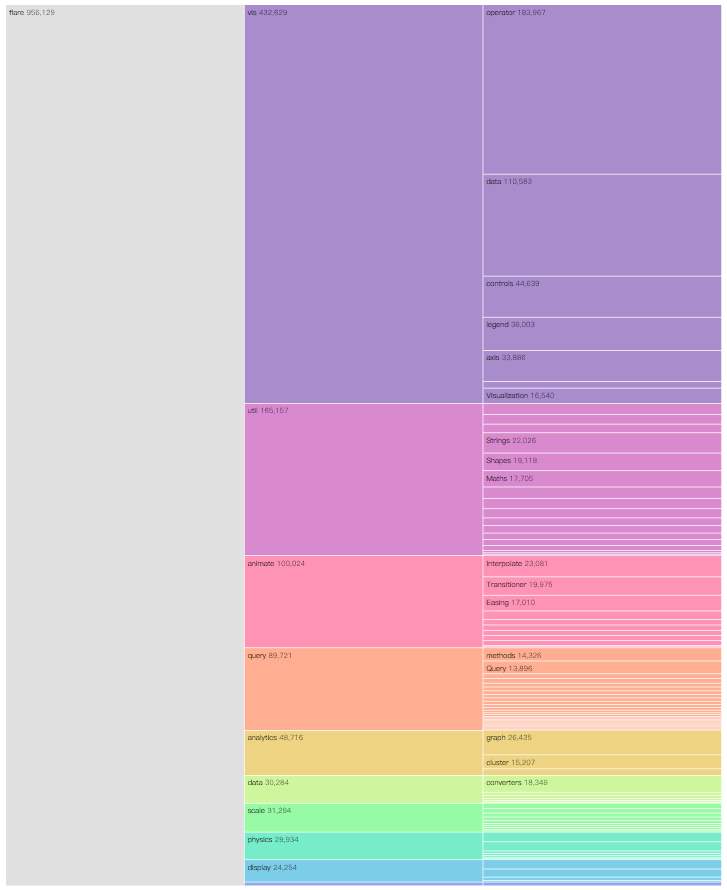 flare 956,129
vis 432,629
operator 183,967
data 110,583
controls 44,639
legend 36,003
axis 33,886
Visualization 16,540
util 165,157
Strings 22,026
Shapes 19,118
Maths 17,705
animate 100,024
interpolate 23,081
Transitioner 19,975
Easing 17,010
query 89,721
methods 14,326
Query 13,896
analytics 48,716
graph 26,435
cluster 15,207
data 30,284
converters 18,349
scale 31,294
physics 29,934
display 24,254